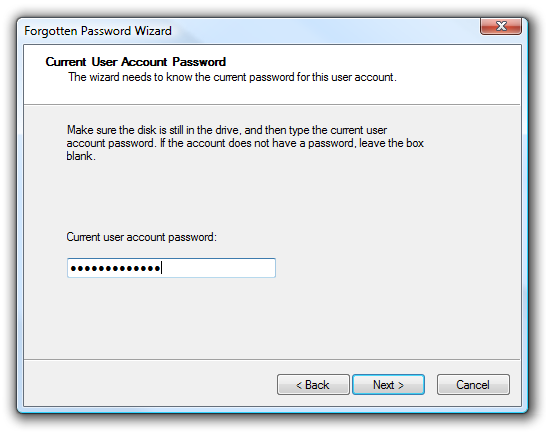 Forgotten Password Wizard
Current User Account Password
The wizard needs to know the current password for this user account.
Make sure the disk is still in the drive, and then type the current user
account password. If the account does not have a password, leave the box
blank.
Current user account password:
●●●●●●●●●●●●●
< Back Next > Cancel